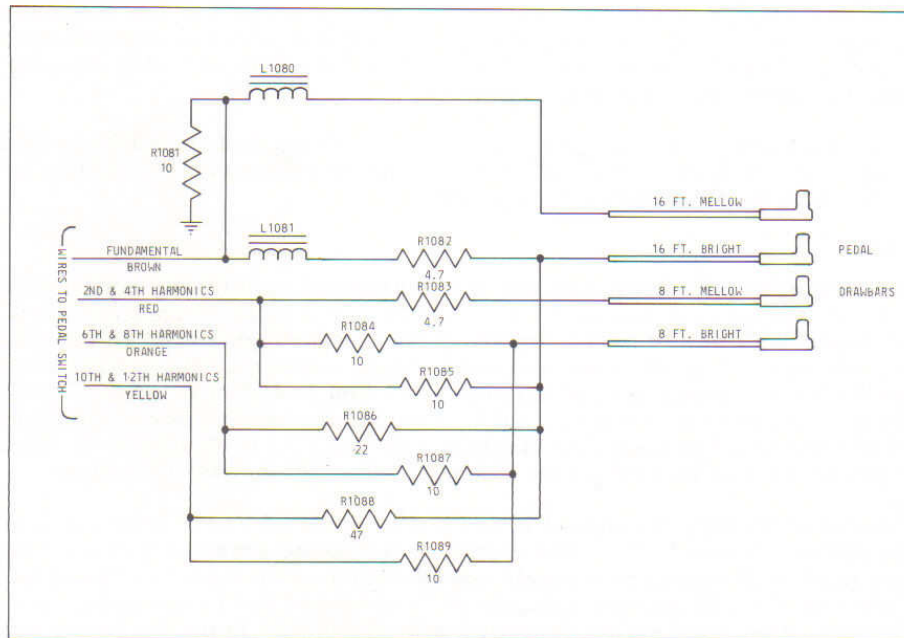 L1080
R1081
10
16 FT. MELLOW
L1081
FUNDAMENTAL
BROWN
R1082
4.7
16 FT. BRIGHT
PEDAL
2ND & 4TH HARMONICS
RED
R1083
4.7
8 FT. MELLOW
DRAWBARS
6TH & 8TH HARMONICS
ORANGE
R1084
10
8 FT. BRIGHT
10TH & 12TH HARMONICS
YELLOW
R1085
10
WIRES TO PEDAL SWITCH
R1086
22
R1087
10
R1088
47
R1089
10